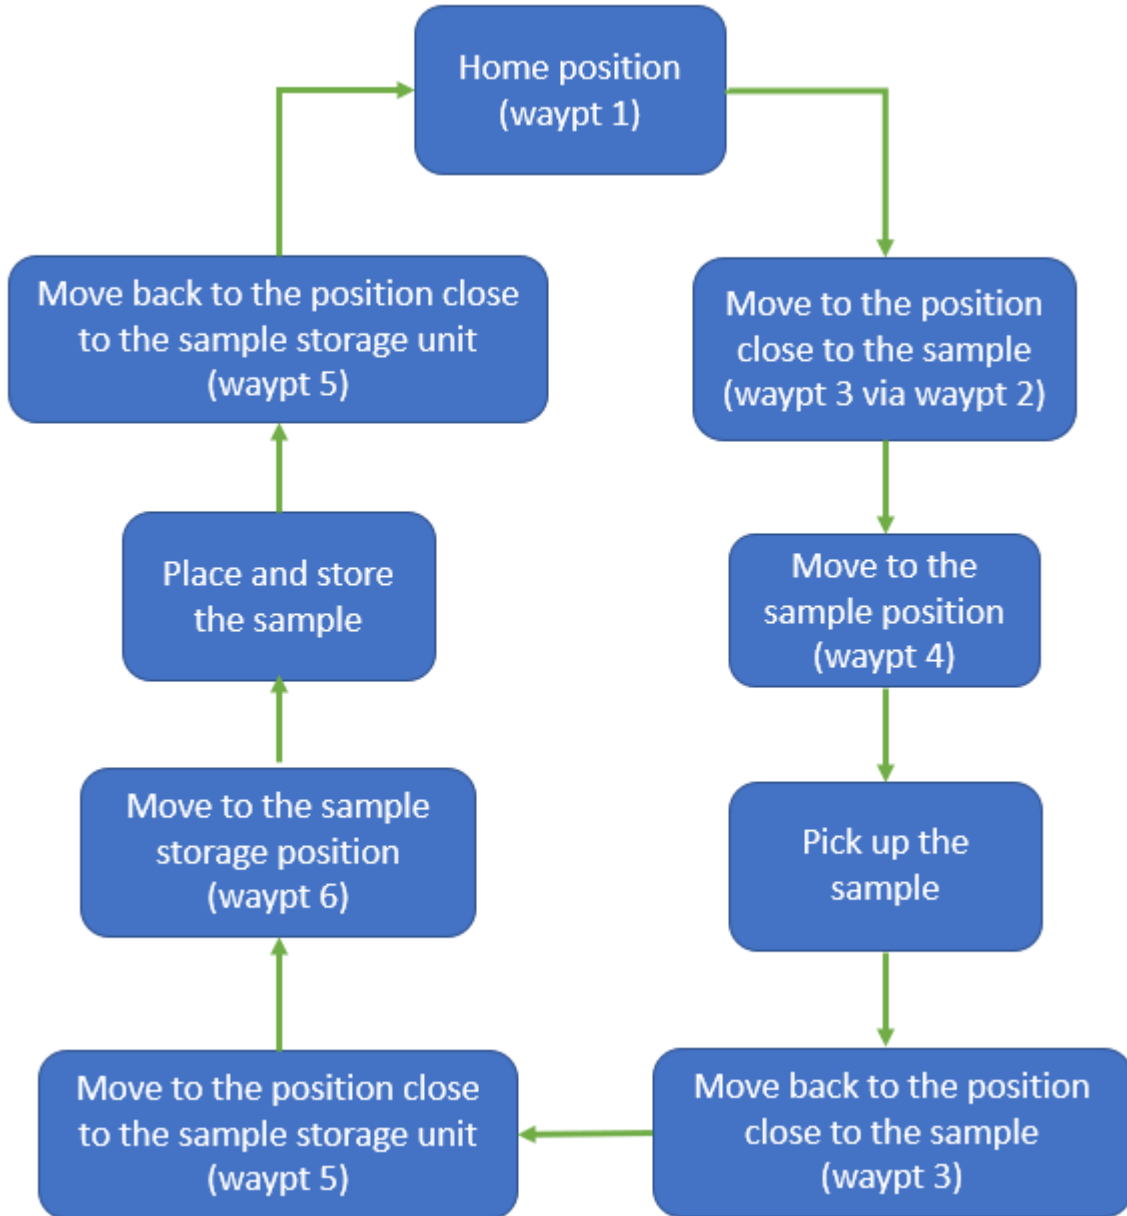 Home position
(waypt 1)
Move to the position
close to the sample
(waypt 3 via waypt 2)
Move to the
sample position
(waypt 4)
Pick up the
sample
Move back to the position
close to the sample
(waypt 3)
Move to the position close
to the sample storage unit
(waypt 5)
Move to the sample
storage position
(waypt 6)
Place and store
the sample
Move back to the position close
to the sample storage unit
(waypt 5)